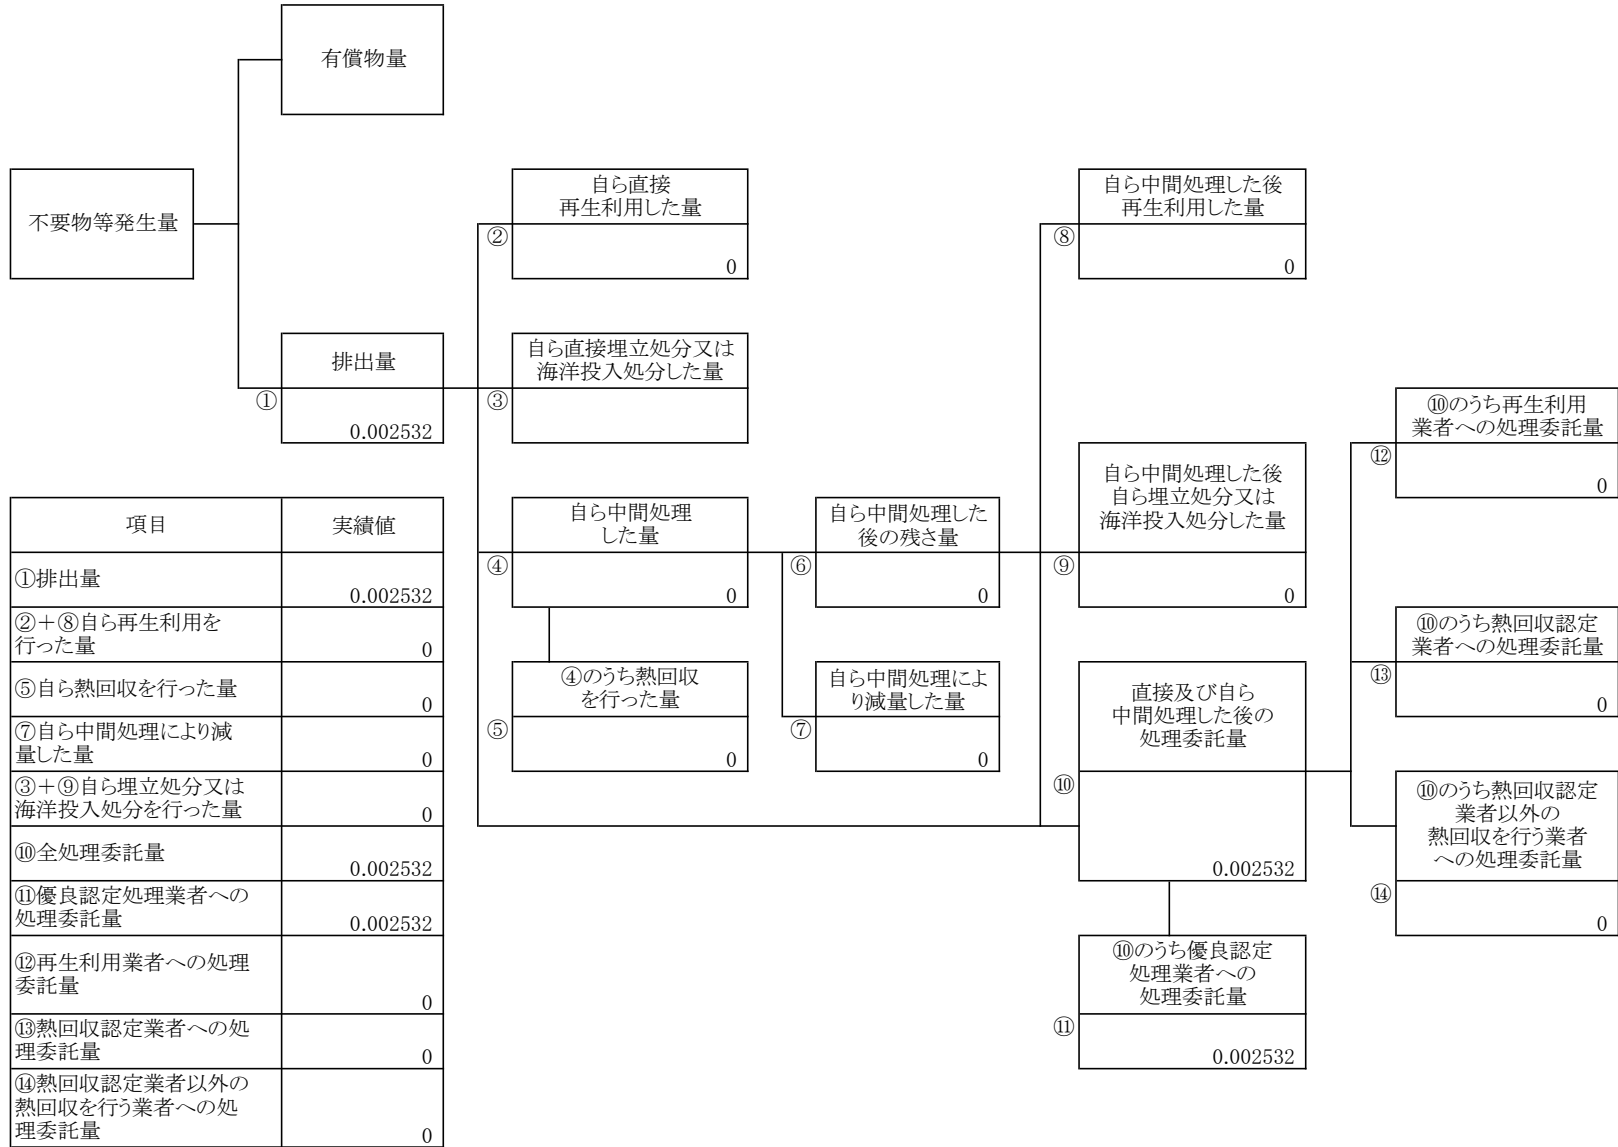 有償物量
不要物等発生量
排出量
①
0.002532
自ら直接
再生利用した量
②
0
自ら直接埋立処分又は
海洋投入処分した量
③
自ら中間処理
した量
④
0
④のうち熱回収
を行った量
⑤
0
自ら中間処理した
後の残さ量
⑥
0
自ら中間処理によ
り減量した量
⑦
0
自ら中間処理した後
再生利用した量
⑧
0
自ら中間処理した後
自ら埋立処分又は
海洋投入処分した量
⑨
0
直接及び自ら
中間処理した後の
処理委託量
⑩
0.002532
⑩のうち優良認定
処理業者への
処理委託量
⑪
0.002532
⑩のうち再生利用
業者への処理委託量
⑫
0
⑩のうち熱回収認定
業者への処理委託量
⑬
0
⑩のうち熱回収認定
業者以外の
熱回収を行う業者
への処理委託量
⑭
0
項目 実績値
①排出量
0.002532
②＋⑧自ら再生利用を
行った量
0
⑤自ら熱回収を行った量
0
⑦自ら中間処理により減
量した量
0
③＋⑨自ら埋立処分又は
海洋投入処分を行った量
0
⑩全処理委託量
0.002532
⑪優良認定処理業者への
処理委託量
0.002532
⑫再生利用業者への処理
委託量
0
⑬熱回収認定業者への処
理委託量
0
⑭熱回収認定業者以外の
熱回収を行う業者への処
理委託量
0